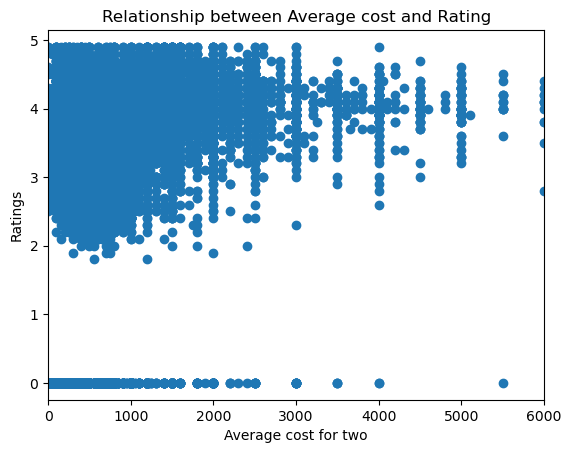 Relationship between Average cost and Rating
Ratings
5
4
3
2
1
0
0 1000 2000 3000 4000 5000 6000
Average cost for two